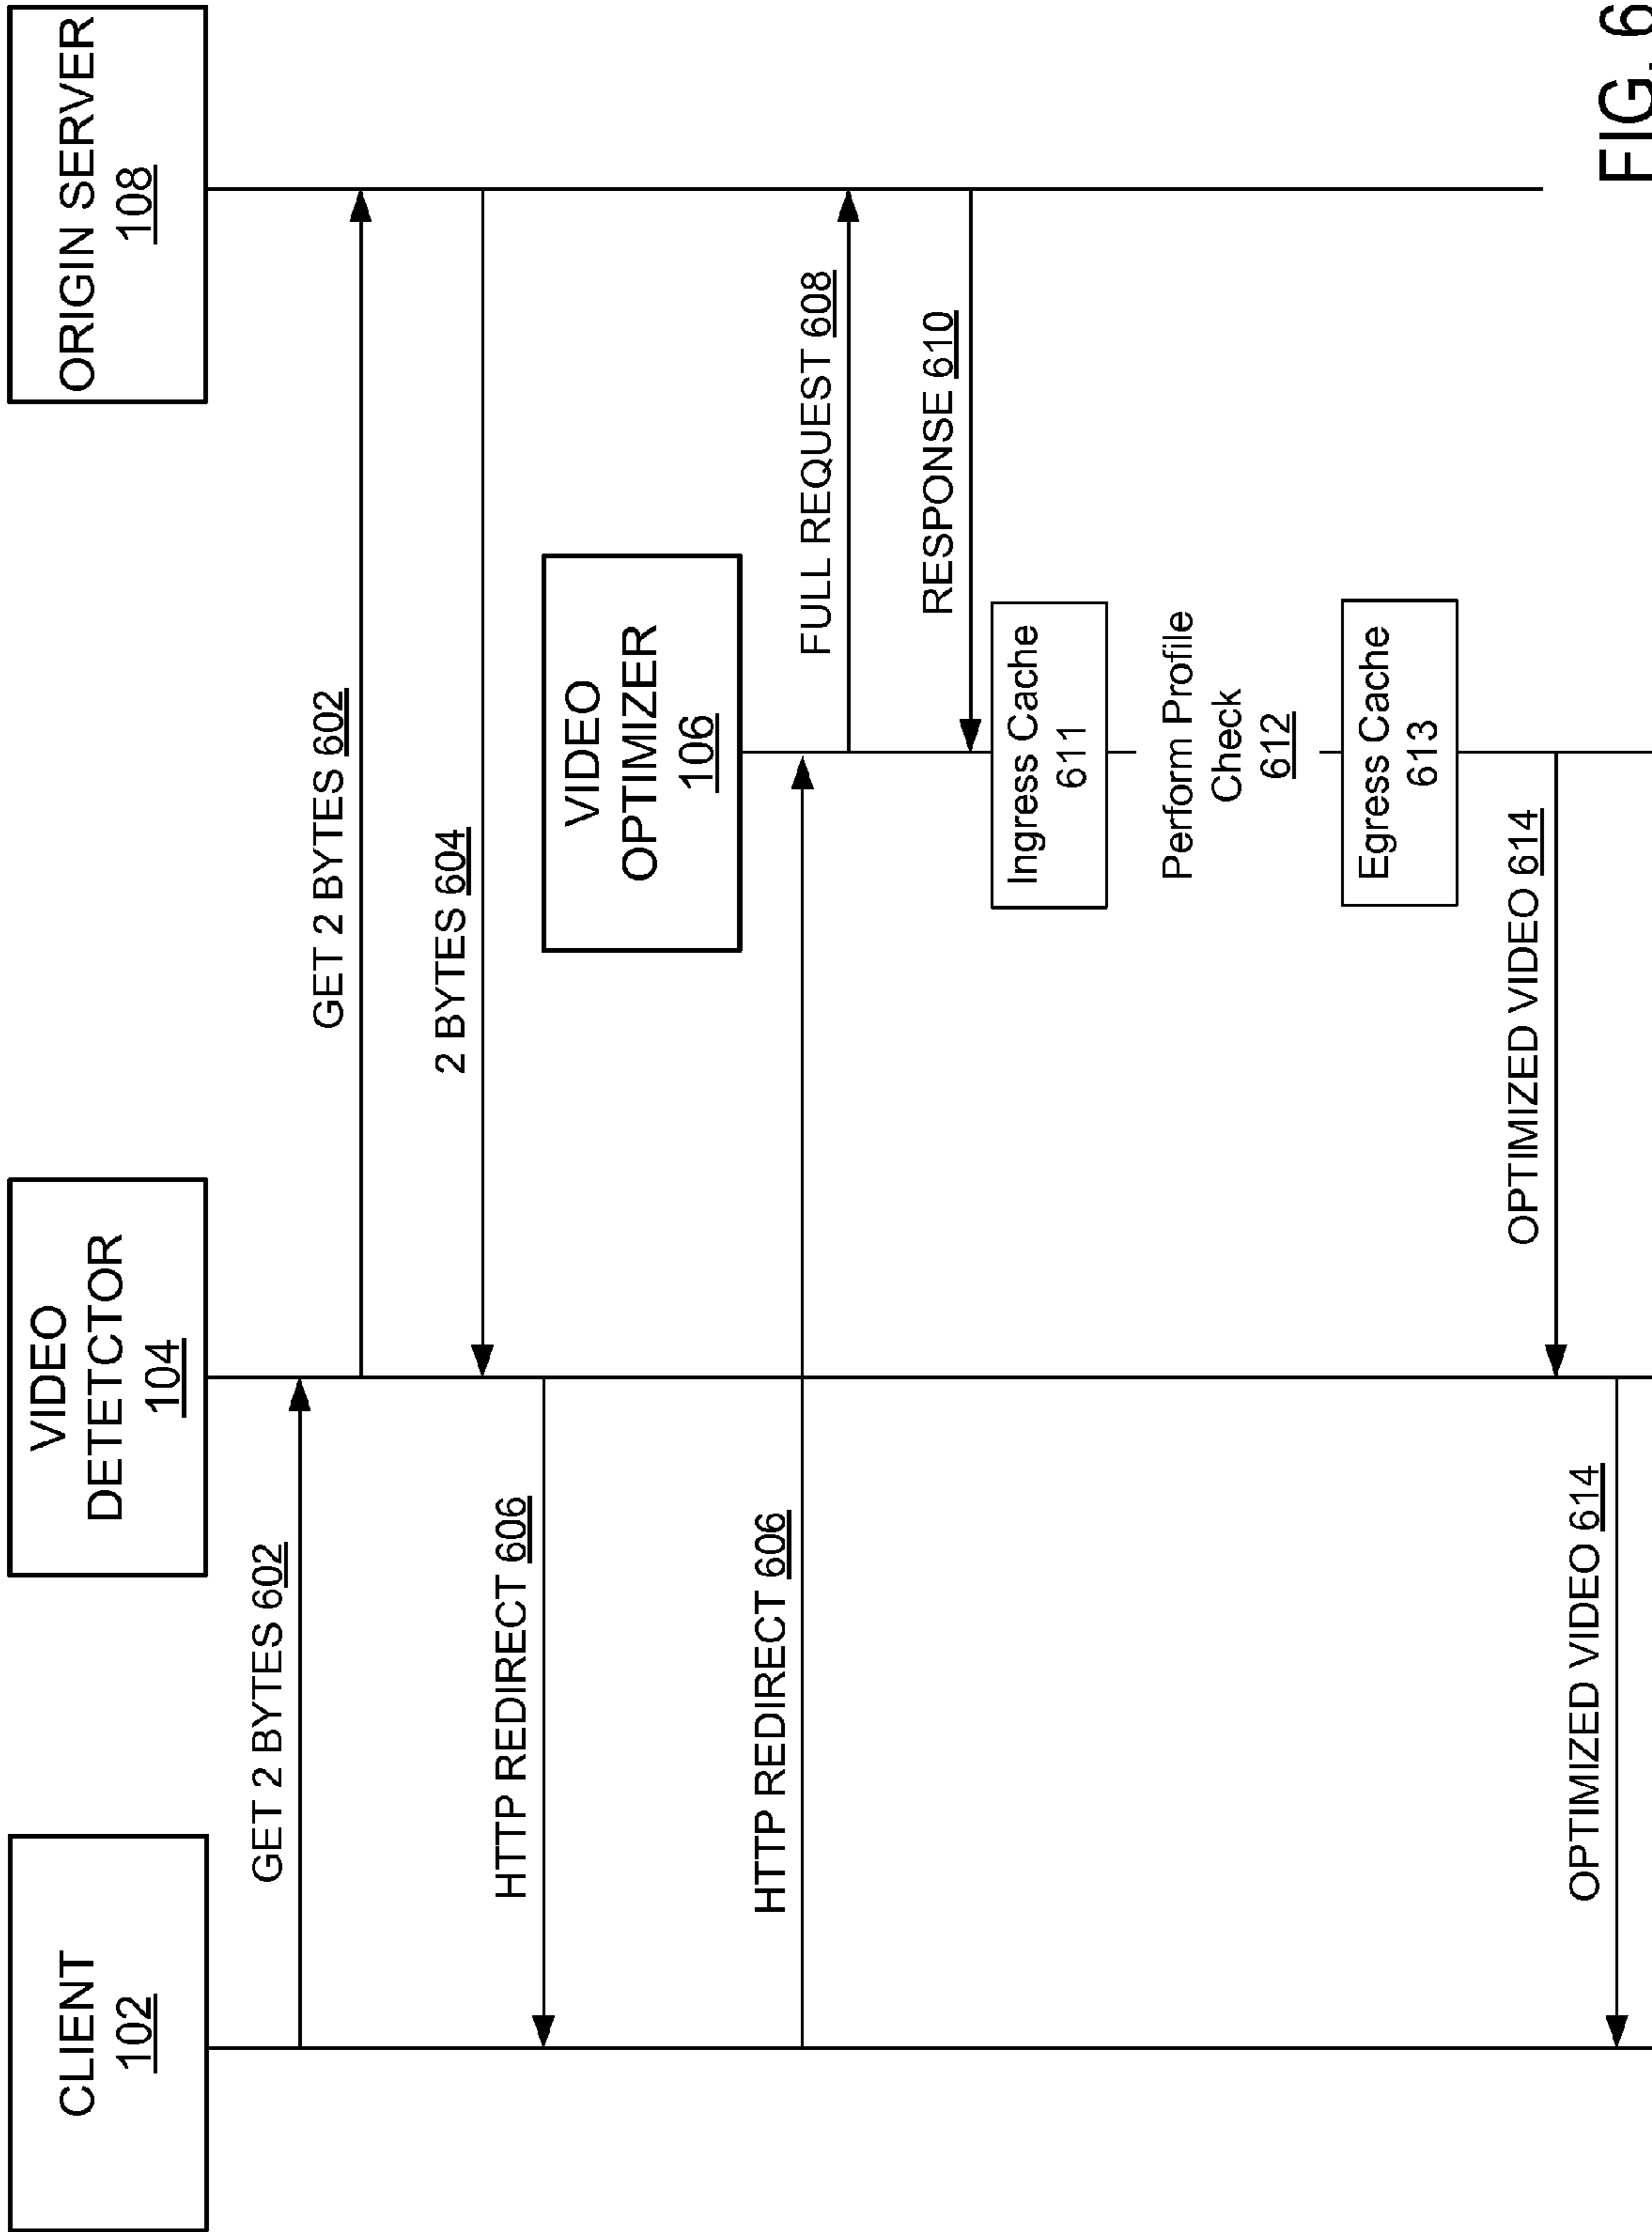 CLIENT
102
VIDEO
DETETCTOR
104
ORIGIN SERVER
108
GET 2 BYTES 602
GET 2 BYTES 602
2 BYTES 604
HTTP REDIRECT 606
VIDEO
OPTIMIZER
106
HTTP REDIRECT 606
FULL REQUEST 608
RESPONSE 610
Ingress Cache
611
Perform Profile
Check
612
Egress Cache
613
OPTIMIZED VIDEO 614
OPTIMIZED VIDEO 614
FIG. 6